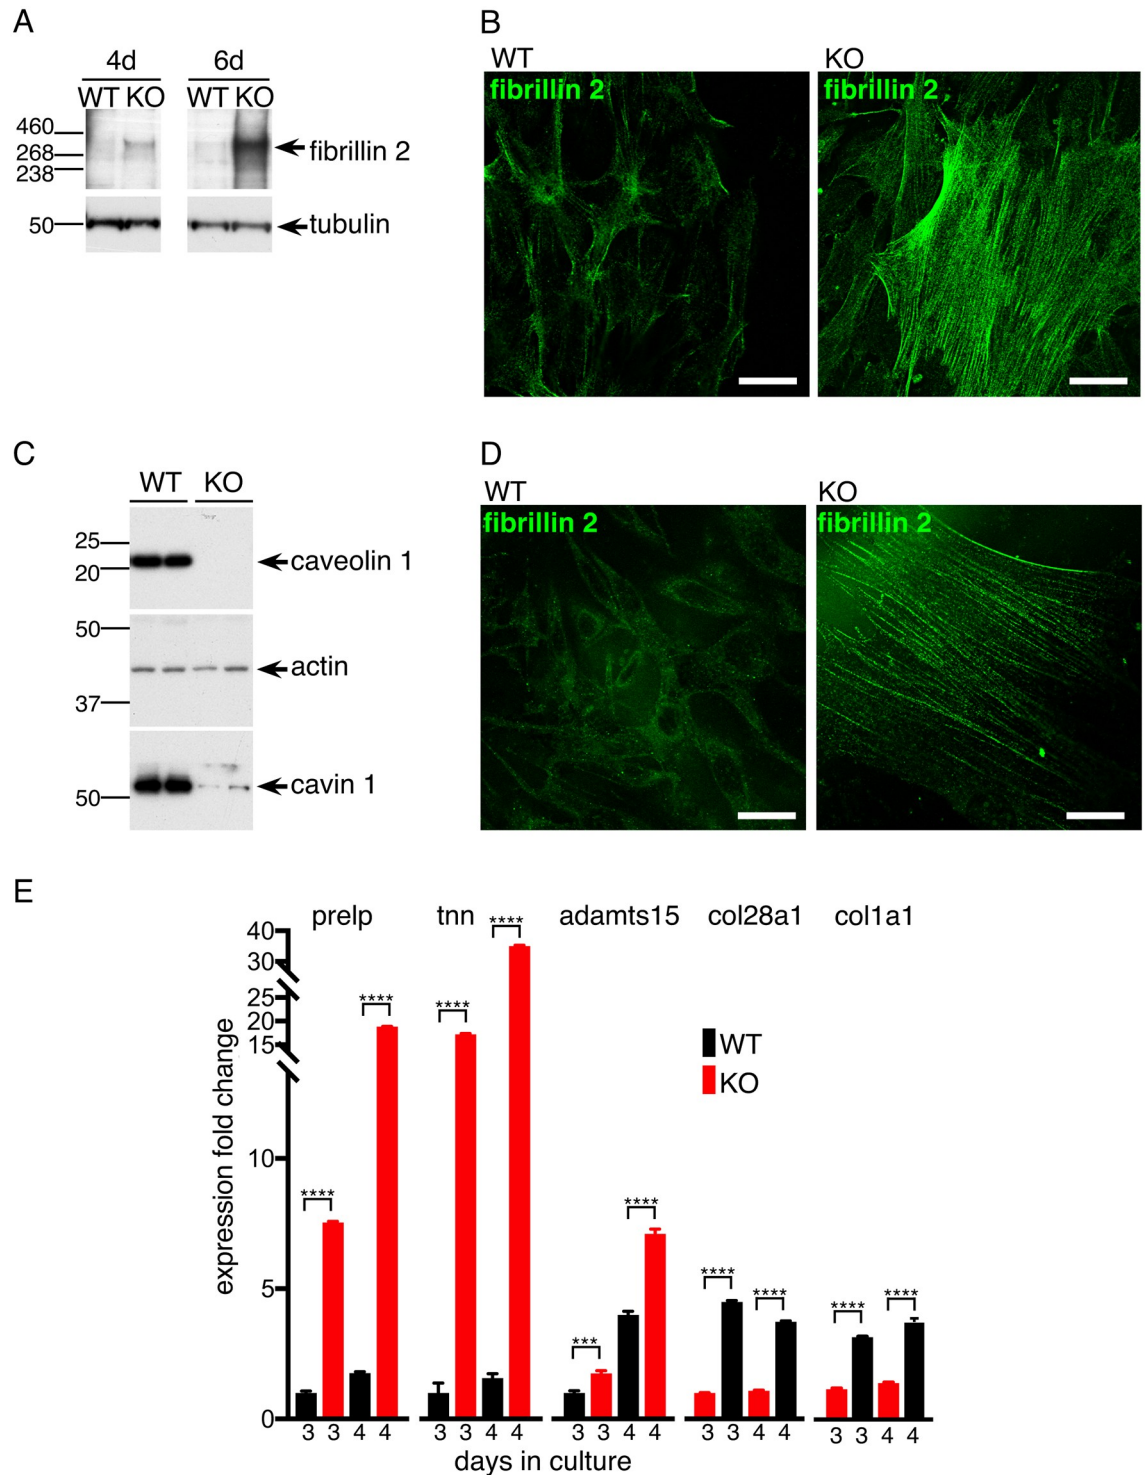 A
4d 6d
WT KO WT KO
460
268
238
fibrillin 2
50
tubulin
B
WT KO
fibrillin 2 fibrillin 2
C
WT KO
25
20
caveolin 1
50
actin
37
cavin 1
50
D
WT KO
fibrillin 2 fibrillin 2
E
prelp tnn adamts15 col28a1 col1a1
expression fold change
40
30
25
20
15
10
5
0
**** **** **** **** *** **** **** **** **** ****
WT
KO
3 3 4 4 3 3 4 4 3 3 4 4 3 3 4 4 3 3 4 4
days in culture